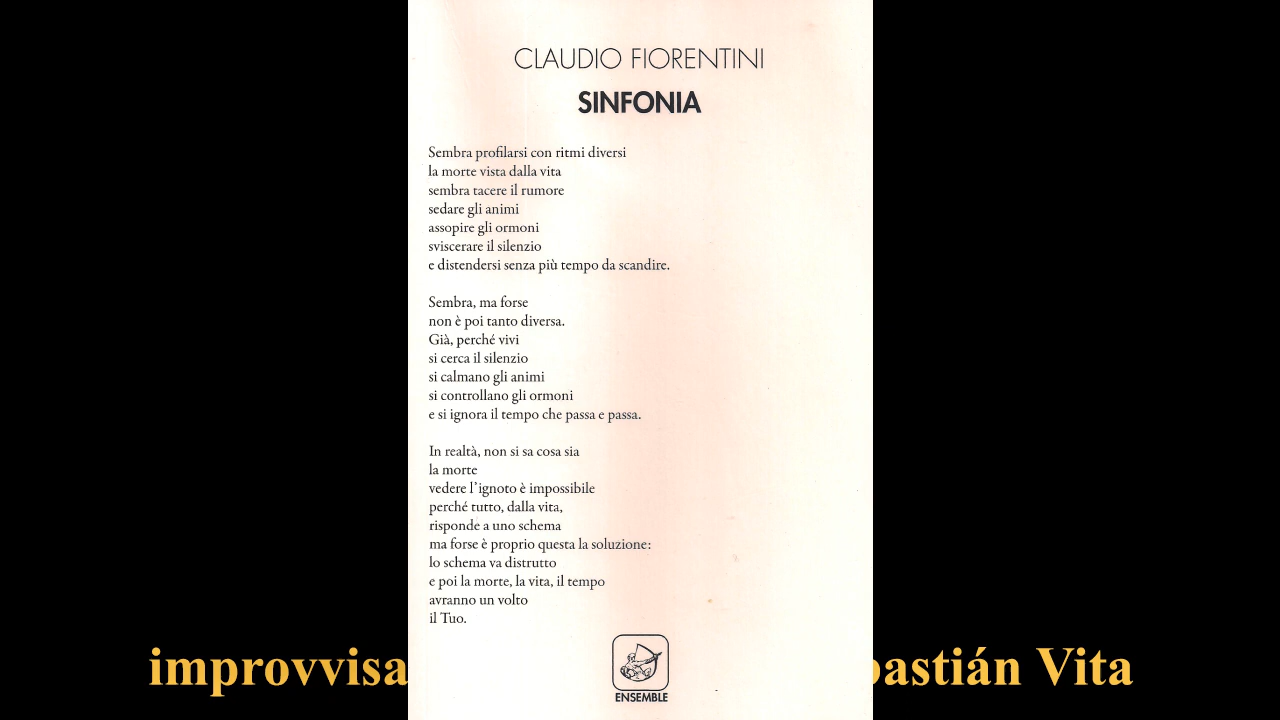 CLAUDIO FIORENTINI
SINFONIA
Sembra profilarsi con ritmi diversi
la morte vista dalla vita
sembra tacere il rumore
sedare gli animi
assopire gli ormoni
sviscerare il silenzio
e distendersi senza più tempo da scandire.
Sembra, ma forse
non è poi tanto diversa.
Già, perché vivi
si cerca il silenzio
si calmano gli animi
si controllano gli ormoni
e si ignora il tempo che passa e passa.
In realtà, non si sa cosa sia
la morte
vedere l'ignoto è impossibile
perché tutto, dalla vita,
risponde a uno schema
ma forse è proprio questa la soluzione:
lo schema va distrutto
e poi la morte, la vita, il tempo
avranno un volto
il Tuo.
ENSEMBLE
Vita